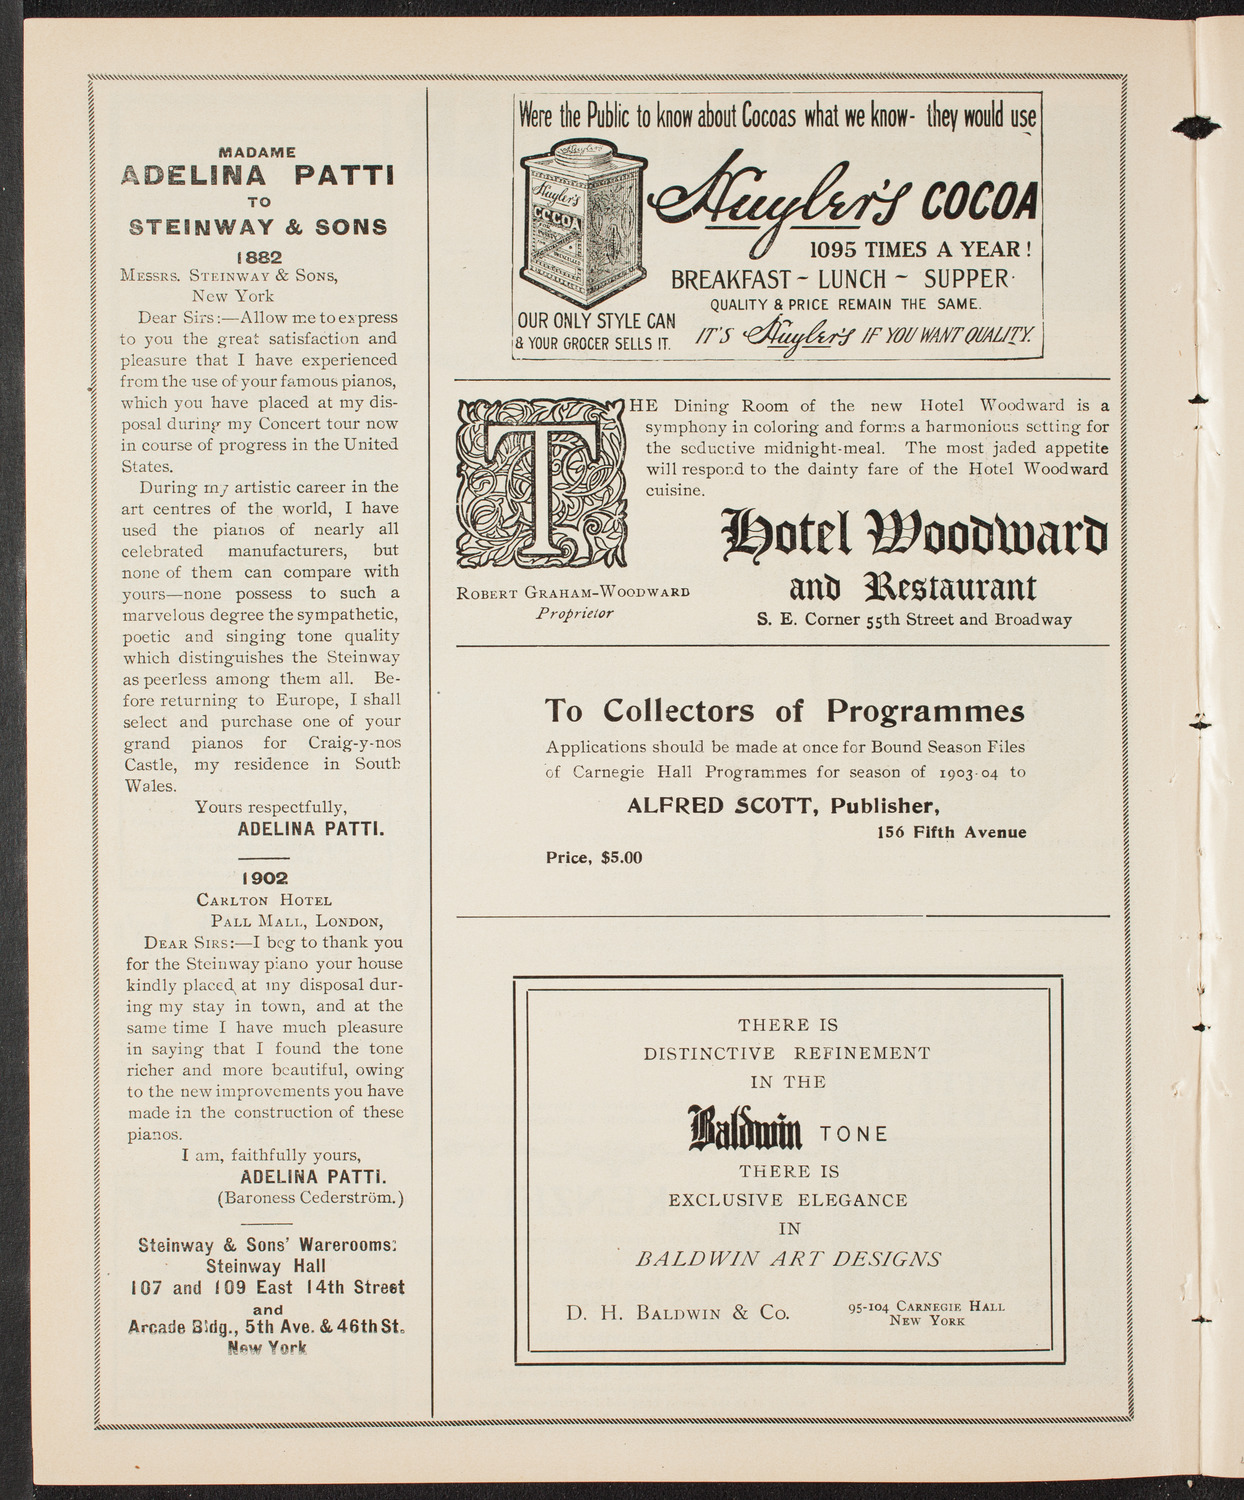 MADAME
ADELINA PATTI
TO
STEINWAY & SONS
1882
Messrs. Steinway & Sons,
New York
Dear Sirs:—Allow me to express
to you the great satisfaction and
pleasure that I have experienced
from the use of your famous pianos,
which you have placed at my dis-
posal during my Concert tour now
in course of progress in the United
States.
During my artistic career in the
art centres of the world, I have
used the pianos of nearly all
celebrated manufacturers, but
none of them can compare with
yours—none possess to such a
marvelous degree the sympathetic,
poetic and singing tone quality
which distinguishes the Steinway
as peerless among them all. Be-
fore returning to Europe, I shall
select and purchase one of your
grand pianos for Craig-y-nos
Castle, my residence in South
Wales.
Yours respectfully,
ADELINA PATTI.
1902
Carlton Hotel
Pall Mall, London,
Dear Sirs:—I beg to thank you
for the Steinway piano your house
kindly placed at my disposal dur-
ing my stay in town, and at the
same time I have much pleasure
in saying that I found the tone
richer and more beautiful, owing
to the new improvements you have
made in the construction of these
pianos.
I am, faithfully yours,
ADELINA PATTI.
(Baroness Cederström.)
Steinway & Sons' Warerooms:
Steinway Hall
107 and 109 East 14th Street
and
Arcade Bldg., 5th Ave. & 46th St.
New York
Were the Public to know about Cocoas what we know- they would use
Huyler's
Huyler's
COCOA
Huyler's COCOA
1095 TIMES A YEAR!
BREAKFAST ~ LUNCH ~ SUPPER
QUALITY & PRICE REMAIN THE SAME.
OUR ONLY STYLE CAN
& YOUR GROCER SELLS IT.
IT'S Huyler's IF YOU WANT QUALITY.
THE Dining Room of the new Hotel Woodward is a
symphony in coloring and forms a harmonious setting for
the seductive midnight-meal. The most jaded appetite
will respond to the dainty fare of the Hotel Woodward
cuisine.
Hotel Woodward
and Restaurant
Robert Graham-Woodward
Proprietor
S. E. Corner 55th Street and Broadway
To Collectors of Programmes
Applications should be made at once for Bound Season Files
of Carnegie Hall Programmes for season of 1903-04 to
ALFRED SCOTT, Publisher,
156 Fifth Avenue
Price, $5.00
THERE IS
DISTINCTIVE REFINEMENT
IN THE
Baldwin TONE
THERE IS
EXCLUSIVE ELEGANCE
IN
BALDWIN ART DESIGNS
D. H. Baldwin & Co.
95-104 Carnegie Hall
New York